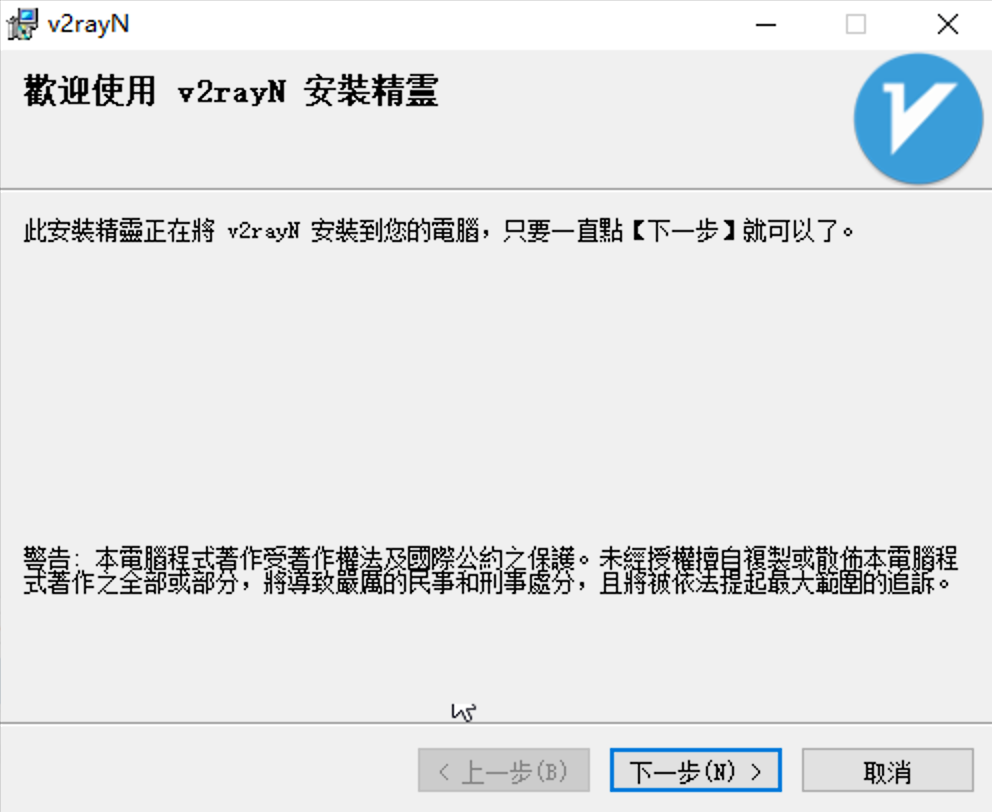 v2rayN
歡迎使用 v2rayN 安裝精靈
此安裝精靈正在將 v2rayN 安裝到您的電腦，只要一直點【下一步】就可以了。
警告: 本電腦程式著作受著作權法及國際公約之保護。未經授權擅自複製或散佈本電腦程
式著作之全部或部分，將導致嚴厲的民事和刑事處分，且將被依法提起最大範圍的追訴。
< 上一步(B) 下一步(N) > 取消